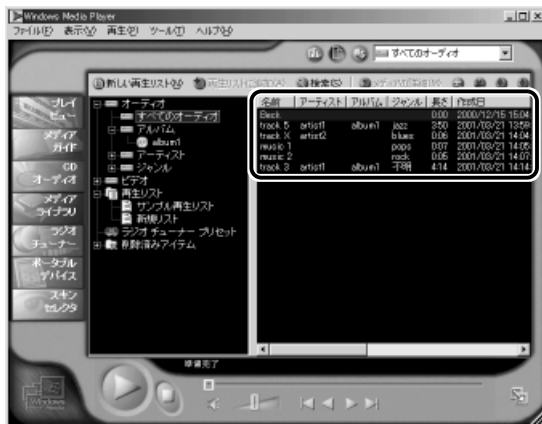 Windows Media Player
ファイル(F) 表示(V) 再生(P) ツール(T) ヘルプ(H)
すべてのオーディオ
新しい再生リスト(N) 再生リストに追加(A) 検索(S)
プレイ
ビュー
メディア
ガイド
CD
オーディオ
メディア
ライブラリ
ラジオ
チューナー
ポータブル
デバイス
スキン
セレクタ
オーディオ
すべてのオーディオ
アルバム
album1
アーティスト
ジャンル
ビデオ
再生リスト
サンプル再生リスト
新規リスト
ラジオ チューナー プリセット
削除済みアイテム
名前 アーティスト アルバム ジャンル 長さ 作成日
Beck 0:00 2000/12/15 15:04
track 5 artist1 album1 jazz 3:50 2001/03/21 13:59
track X artist2 blues 0:06 2001/03/21 14:04
music 1 pops 0:07 2001/03/21 14:05
music 2 rock 0:05 2001/03/21 14:07
track 3 artist1 album1 不明 4:14 2001/03/21 14:14
準備完了